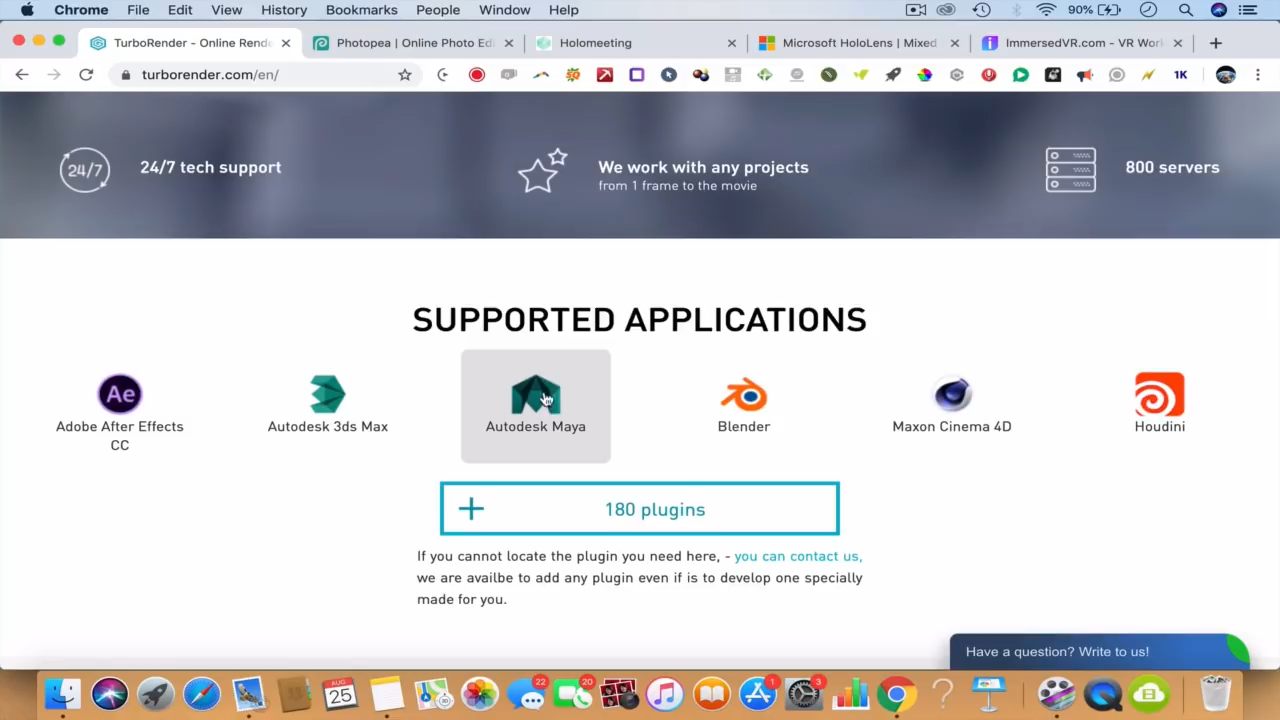 Chrome File Edit View History Bookmarks People Window Help 90%
TurboRender - Online Rende
Photopea | Online Photo Edi
Holomeeting
Microsoft HoloLens | Mixed
ImmersedVR.com - VR Work
turborender.com/en/
1K
24/7
24/7 tech support
We work with any projects
from 1 frame to the movie
800 servers
SUPPORTED APPLICATIONS
Ae
Adobe After Effects
CC
Autodesk 3ds Max
Autodesk Maya
Blender
Maxon Cinema 4D
Houdini
180 plugins
If you cannot locate the plugin you need here, - you can contact us,
we are availbe to add any plugin even if is to develop one specially
made for you.
Have a question? Write to us!
AUG
25
22
20
1
3